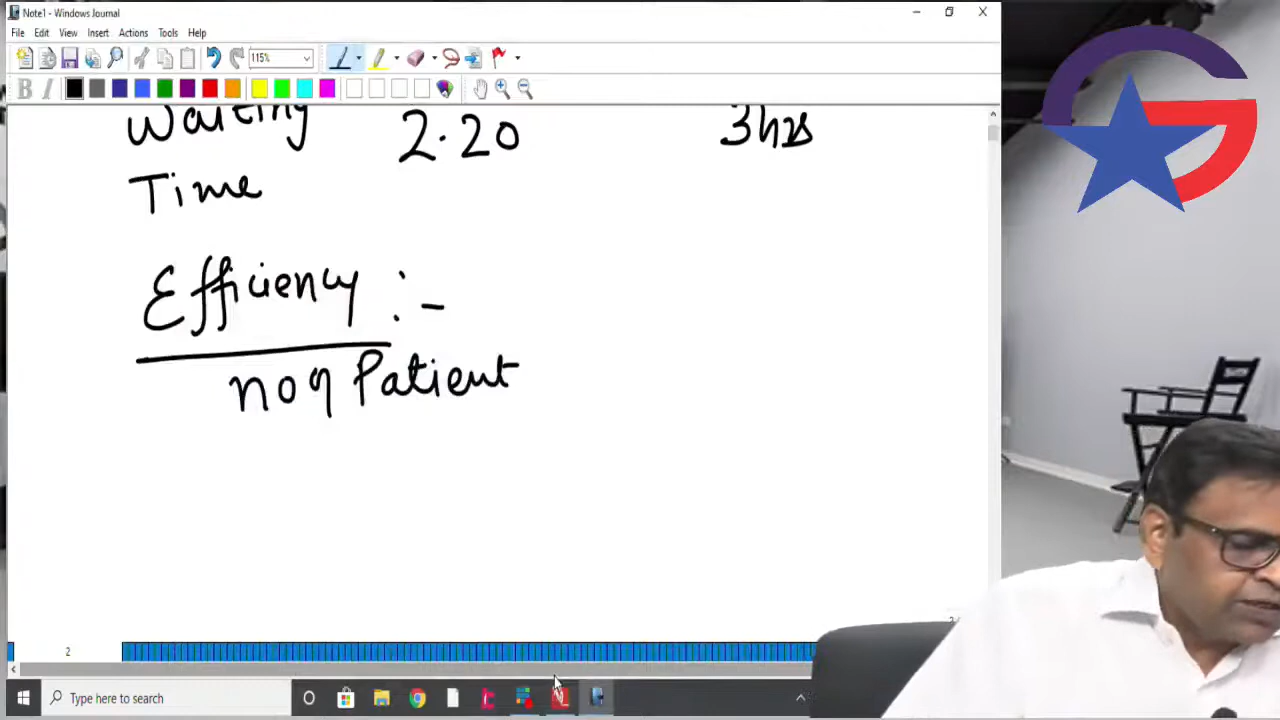 Note1 - Windows Journal
File Edit View Insert Actions Tools Help
115%
B I
Waiting 2.20 3hrs
Time
Efficiency :-
no of Patient
2
Type here to search